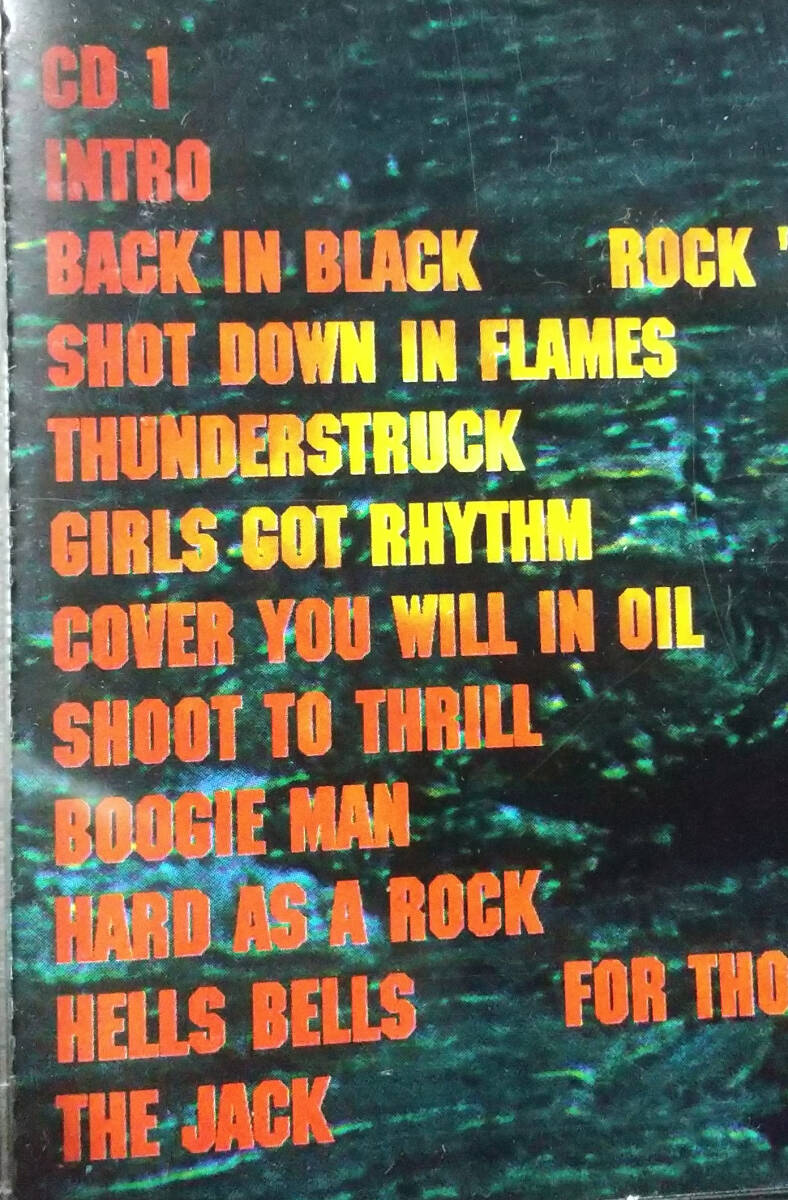 CD 1
INTRO
BACK IN BLACK ROCK '
SHOT DOWN IN FLAMES
THUNDERSTRUCK
GIRLS GOT RHYTHM
COVER YOU WILL IN OIL
SHOOT TO THRILL
BOOGIE MAN
HARD AS A ROCK
HELLS BELLS FOR THO
THE JACK